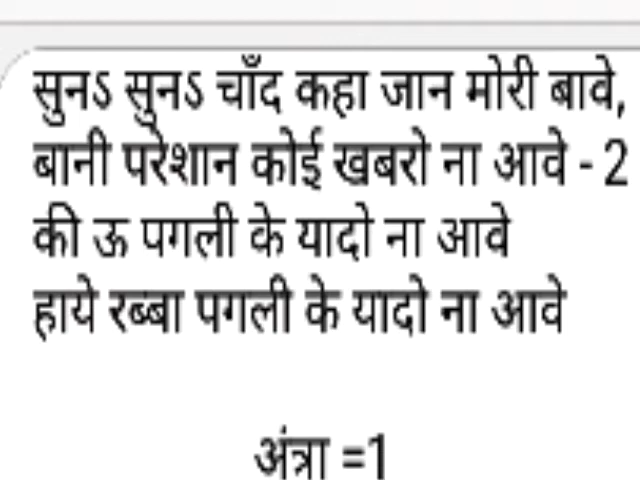 सुनऽ सुनऽ चाँद कहा जान मोरी बावे,
बानी परेशान कोई खबरो ना आवे - 2
की ऊ पगली के यादो ना आवे
हाये रब्बा पगली के यादो ना आवे
अंत्रा =1